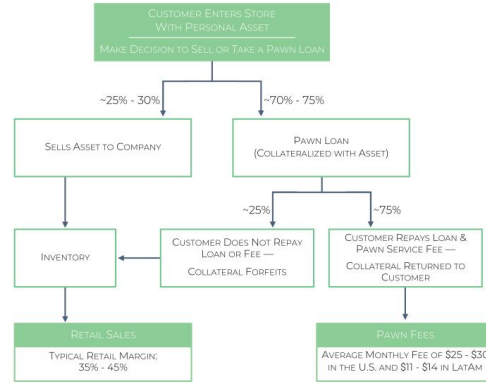 CUSTOMER ENTERS STORE
WITH PERSONAL ASSET
MAKE DECISION TO SELL OR TAKE A PAWN LOAN
~25% - 30%
~70% - 75%
SELLS ASSET TO COMPANY
PAWN LOAN
(COLLATERALIZED WITH ASSET)
~25%
~75%
INVENTORY
CUSTOMER DOES NOT REPAY
LOAN OR FEE —
COLLATERAL FORFEITS
CUSTOMER REPAYS LOAN &
PAWN SERVICE FEE —
COLLATERAL RETURNED TO
CUSTOMER
RETAIL SALES
TYPICAL RETAIL MARGIN:
35% - 45%
PAWN FEES
AVERAGE MONTHLY FEE OF $25 - $30
IN THE U.S. AND $11 - $14 IN LATAM